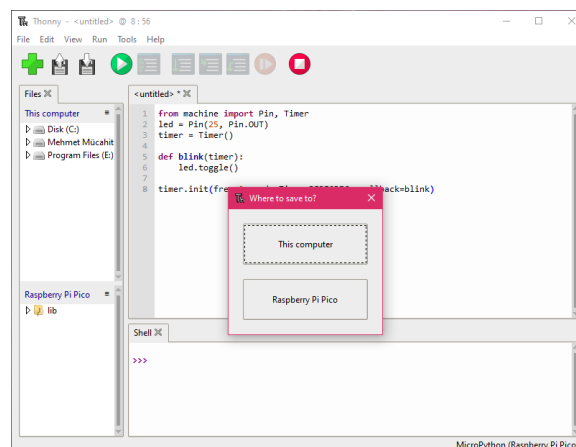 Thonny - <untitled> @ 8:56
File Edit View Run Tools Help
Files
This computer
Disk (C:)
Mehmet Mücahit
Program Files (E:)
Raspberry Pi Pico
lib
<untitled> *
1 from machine import Pin, Timer
2 led = Pin(25, Pin.OUT)
3 timer = Timer()
4
5 def blink(timer):
6 led.toggle()
7
8 timer.init( llback=blink)
Where to save to?
This computer
Raspberry Pi Pico
Shell
>>>
MicroPython (Raspberry Pi Pico